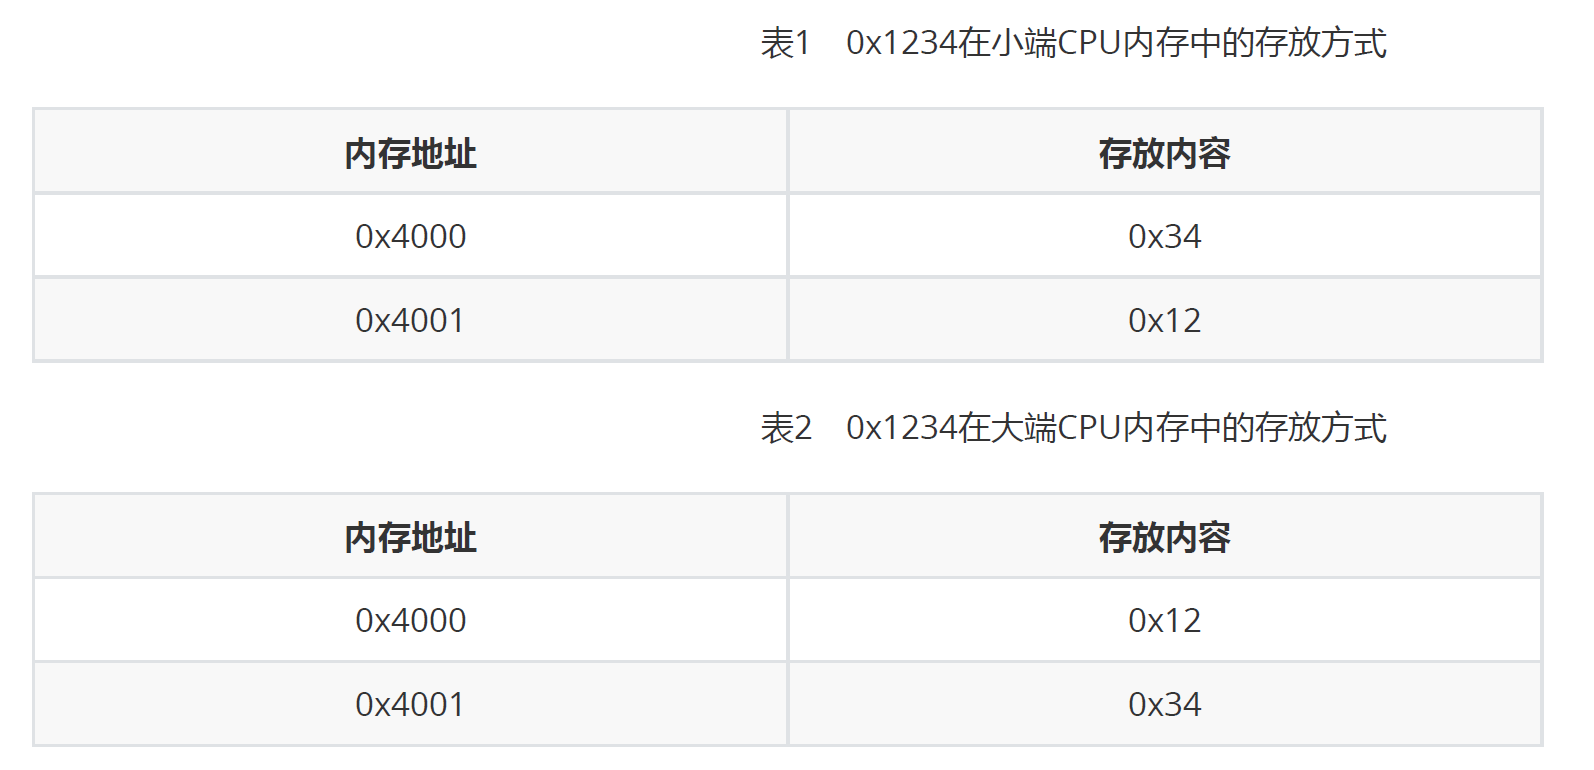 表1 0x1234在小端CPU内存中的存放方式
内存地址 存放内容
0x4000 0x34
0x4001 0x12
表2 0x1234在大端CPU内存中的存放方式
内存地址 存放内容
0x4000 0x12
0x4001 0x34